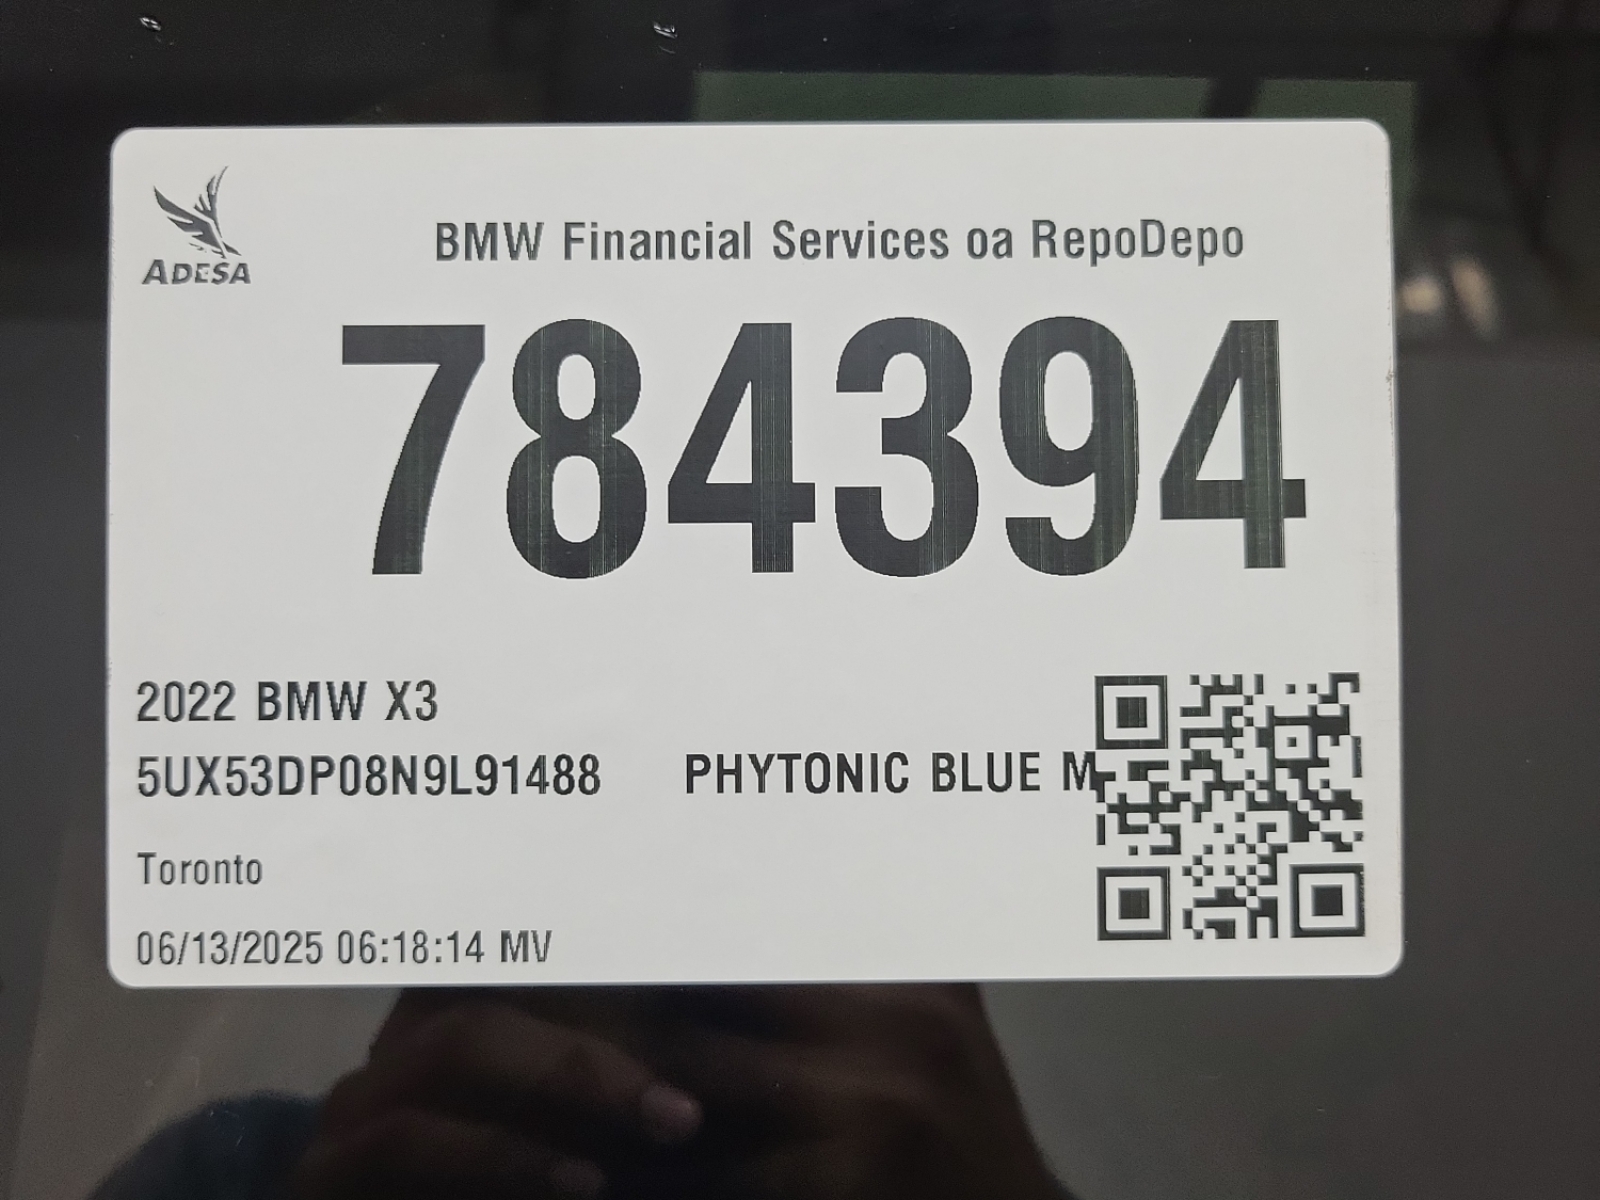 ADESA
BMW Financial Services oa RepoDepo
784394
2022 BMW X3
5UX53DP08N9L91488 PHYTONIC BLUE M
Toronto
06/13/2025 06:18:14 MV